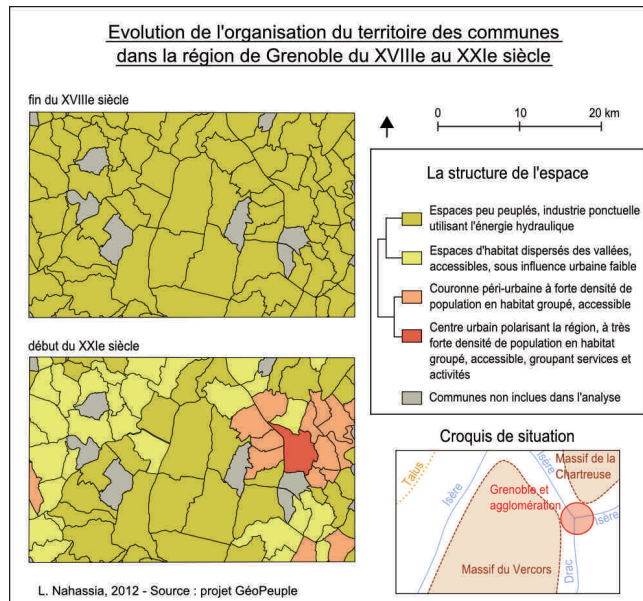 Evolution de l'organisation du territoire des communes
dans la région de Grenoble du XVIIIe au XXIe siècle
fin du XVIIIe siècle
0 10 20 km
La structure de l'espace
Espaces peu peuplés, industrie ponctuelle
utilisant l'énergie hydraulique
Espaces d'habitat dispersés des vallées,
accessibles, sous influence urbaine faible
Couronne péri-urbaine à forte densité de
population en habitat groupé, accessible
Centre urbain polarisant la région, à très
forte densité de population en habitat
groupé, accessible, groupant services et
activités
Communes non inclues dans l'analyse
début du XXIe siècle
Croquis de situation
Talus
Isère
Isère
Massif de la
Chartreuse
Grenoble et
agglomération
Isère
Massif du Vercors
Drac
L. Nahassia, 2012 - Source : projet GéoPeuple